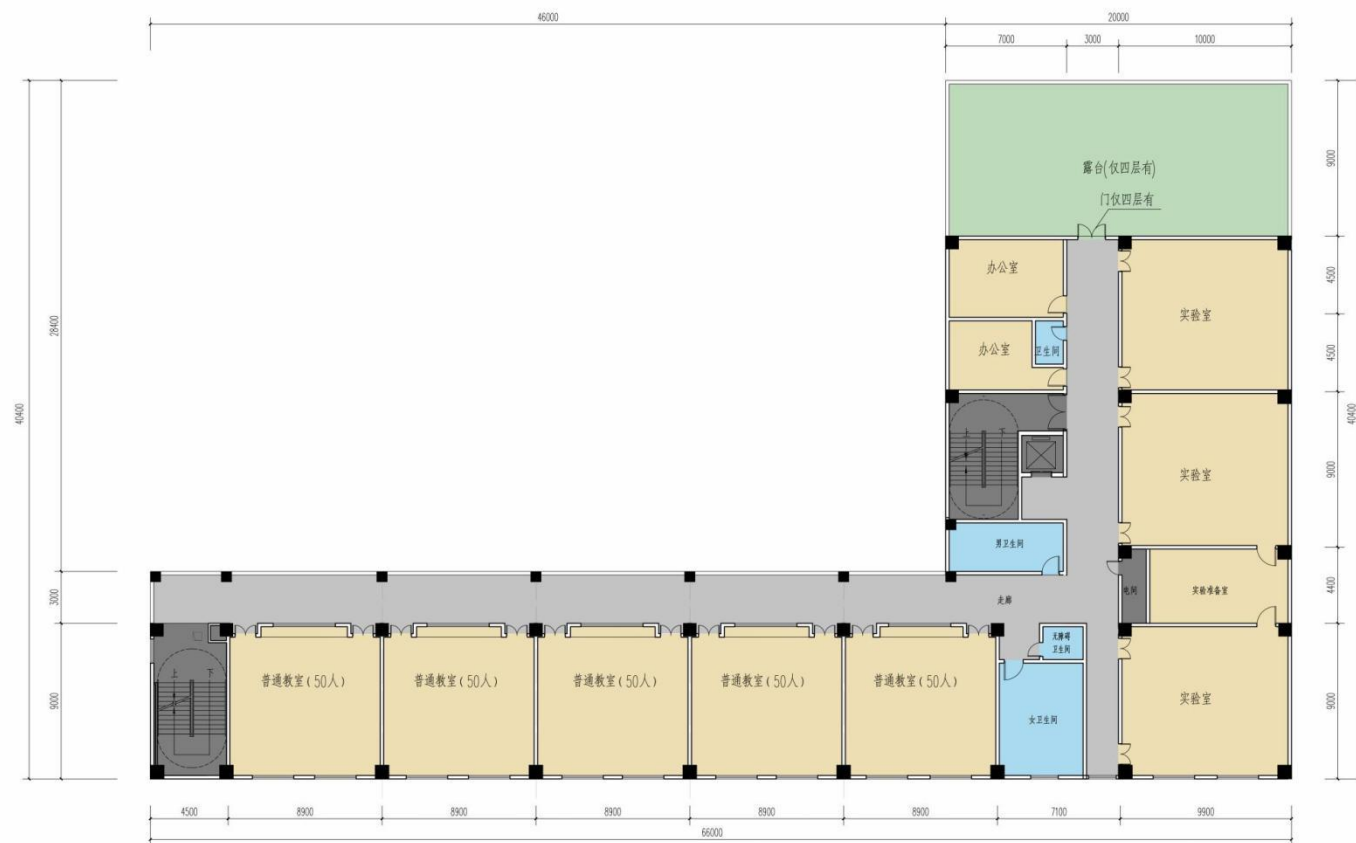 46000
20000
7000
3000
10000
露台(仅四层有)
门仅四层有
9000
办公室
实验室
4500
办公室
卫生间
4500
28400
40400
40400
上 下
实验室
9000
男卫生间
电间
实验准备室
4400
3000
走廊
无障碍
卫生间
上 下
普通教室(50人)
普通教室(50人)
普通教室(50人)
普通教室(50人)
普通教室(50人)
女卫生间
实验室
9000
9000
4500
8900
8900
8900
8900
8900
7100
9900
66000